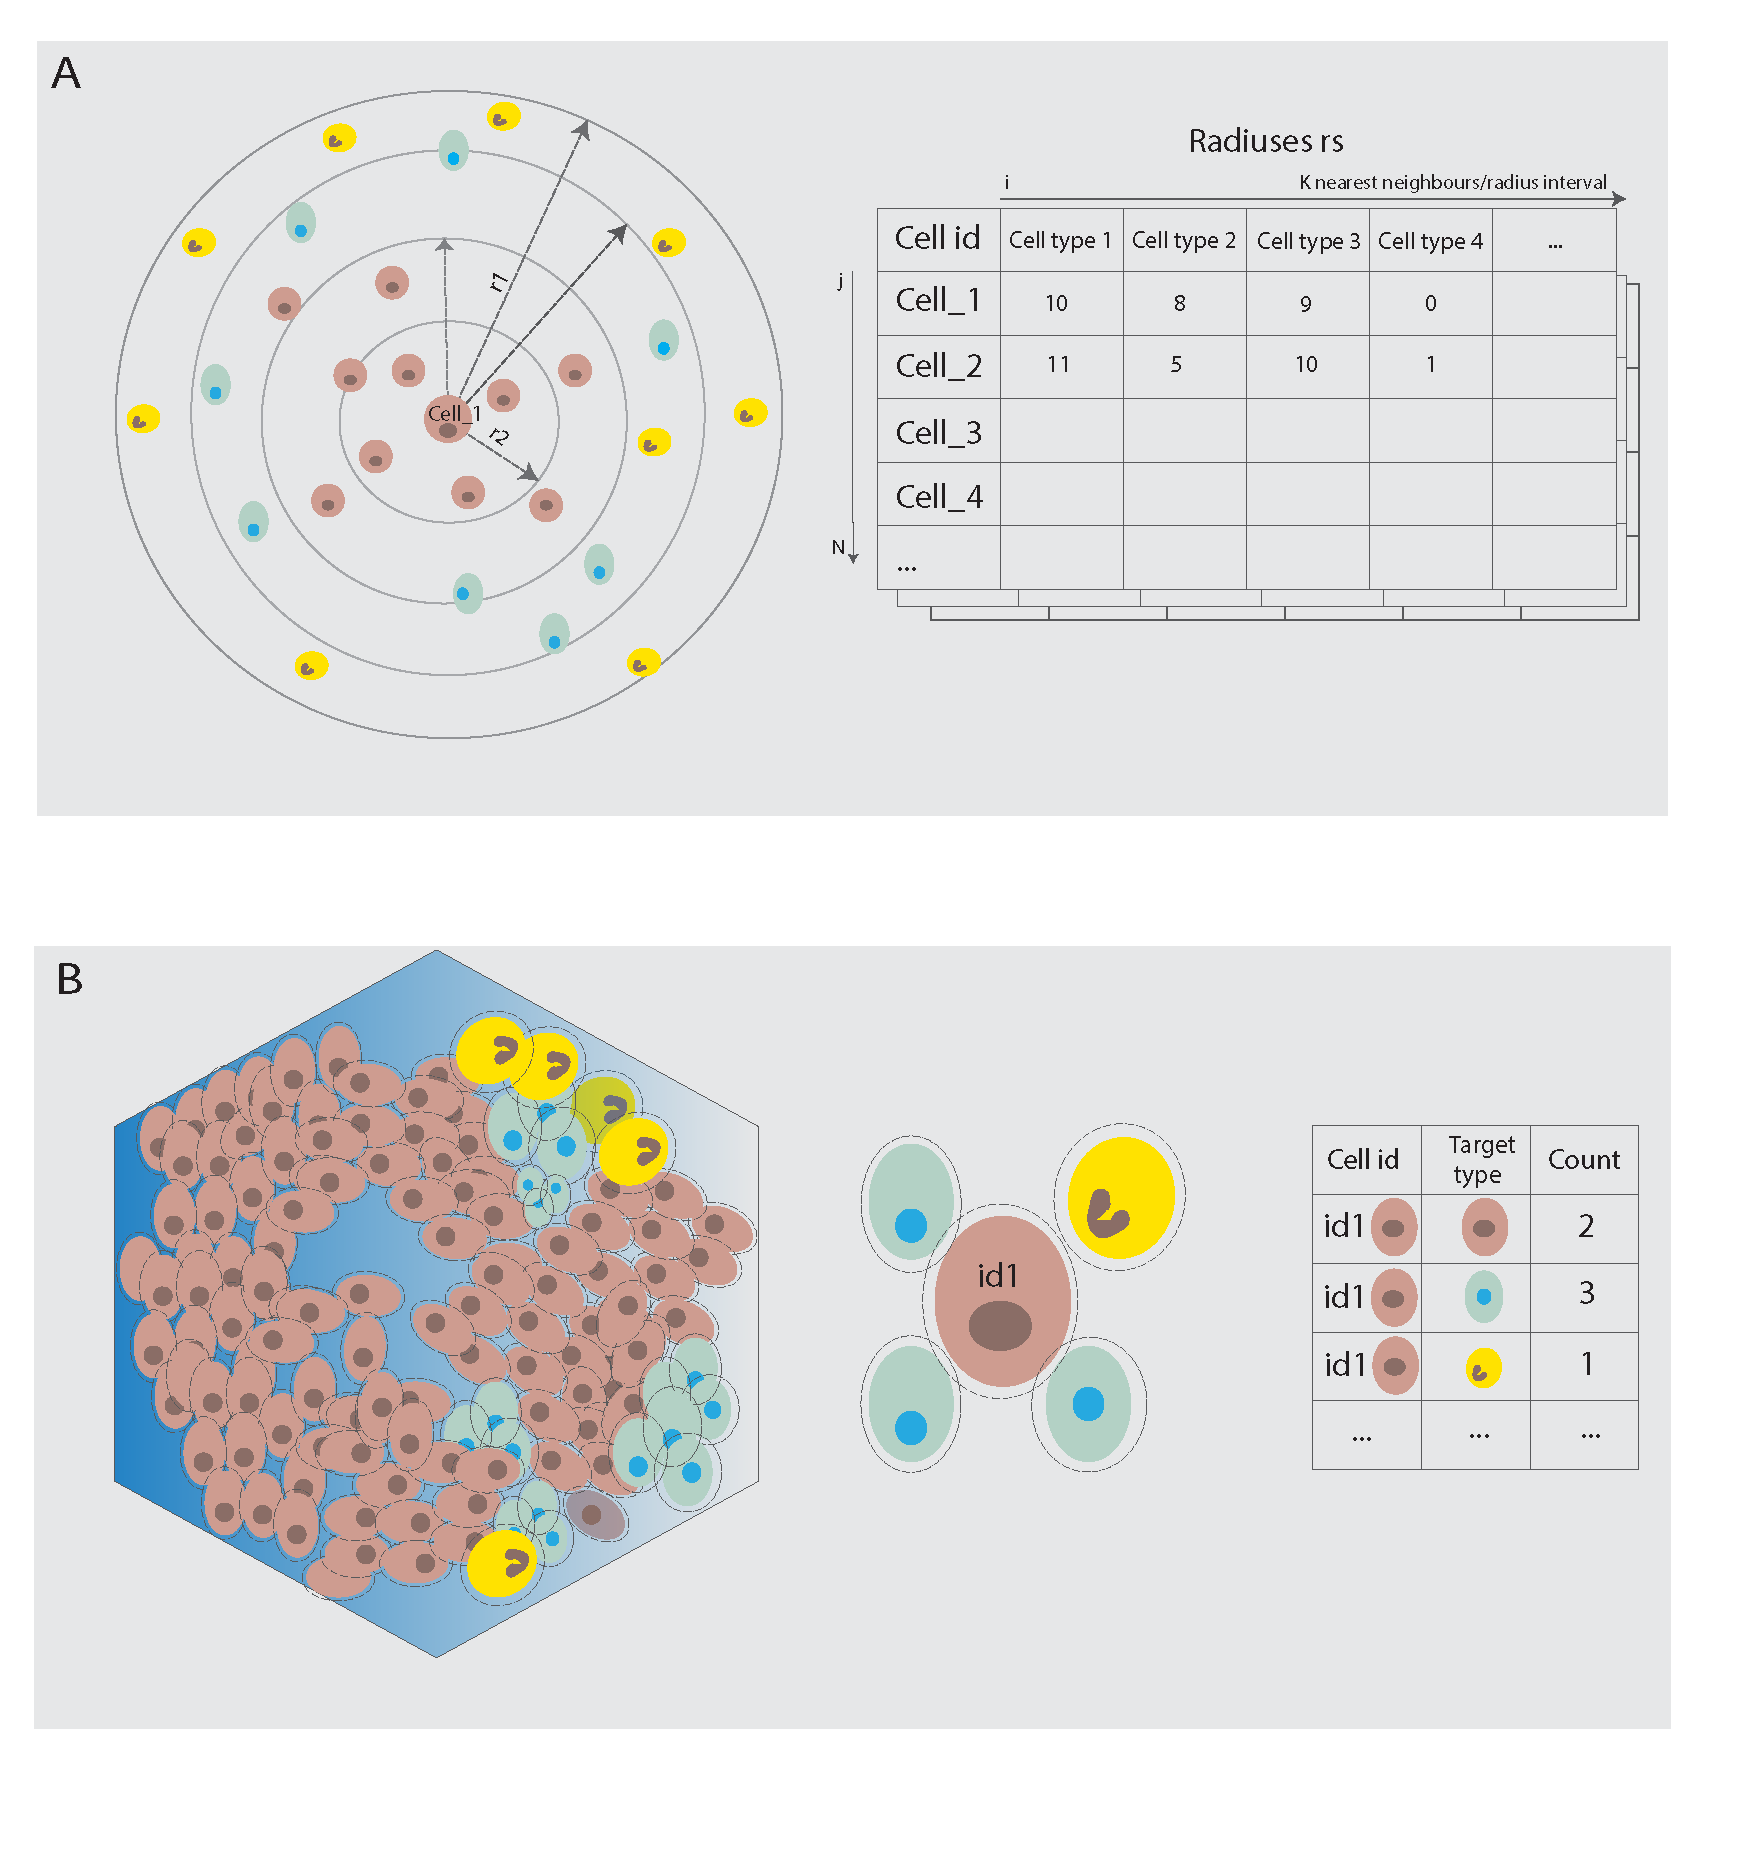 A
Cell_1
r1
r2
Radiuses rs
i K nearest neighbours/radius interval
j
N
Cell id Cell type 1 Cell type 2 Cell type 3 Cell type 4 ...
Cell_1 10 8 9 0
Cell_2 11 5 10 1
Cell_3
Cell_4
...
B
id1
Cell id Target type Count
id1 2
id1 3
id1 1
... ... ...